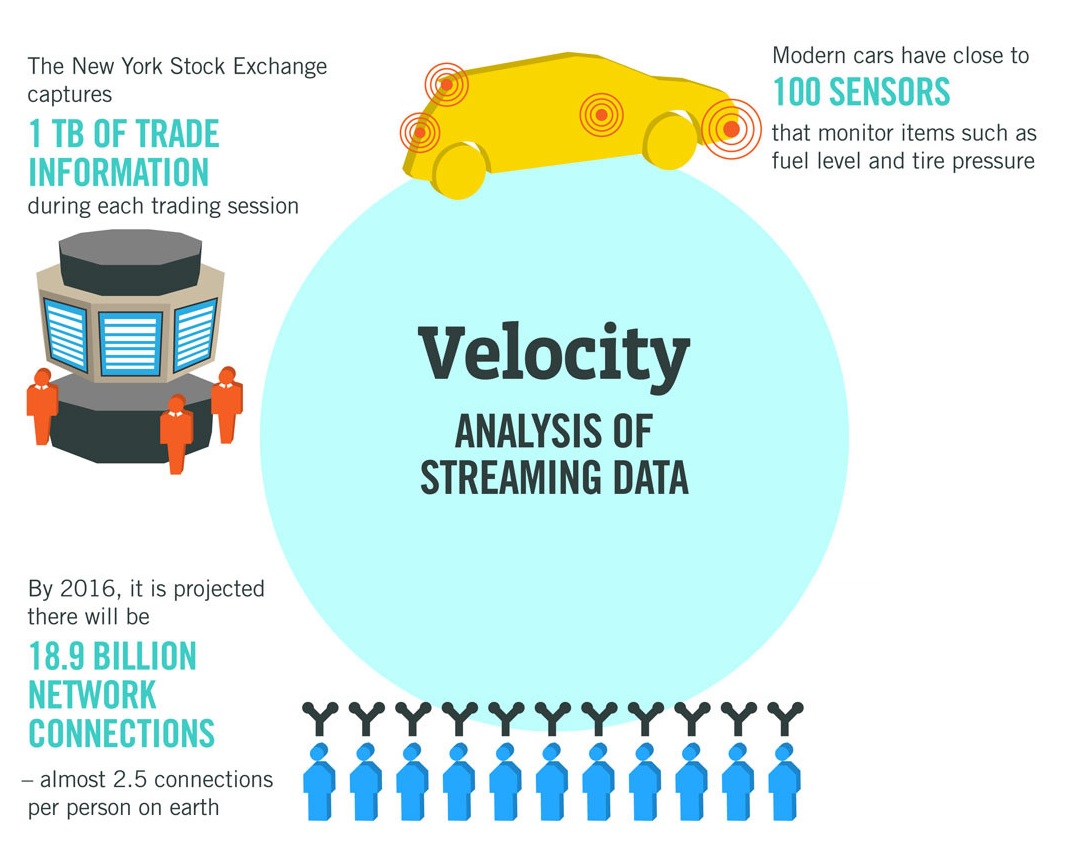 The New York Stock Exchange
captures
1 TB OF TRADE
INFORMATION
during each trading session
Modern cars have close to
100 SENSORS
that monitor items such as
fuel level and tire pressure
Velocity
ANALYSIS OF
STREAMING DATA
By 2016, it is projected
there will be
18.9 BILLION
NETWORK
CONNECTIONS
– almost 2.5 connections
per person on earth